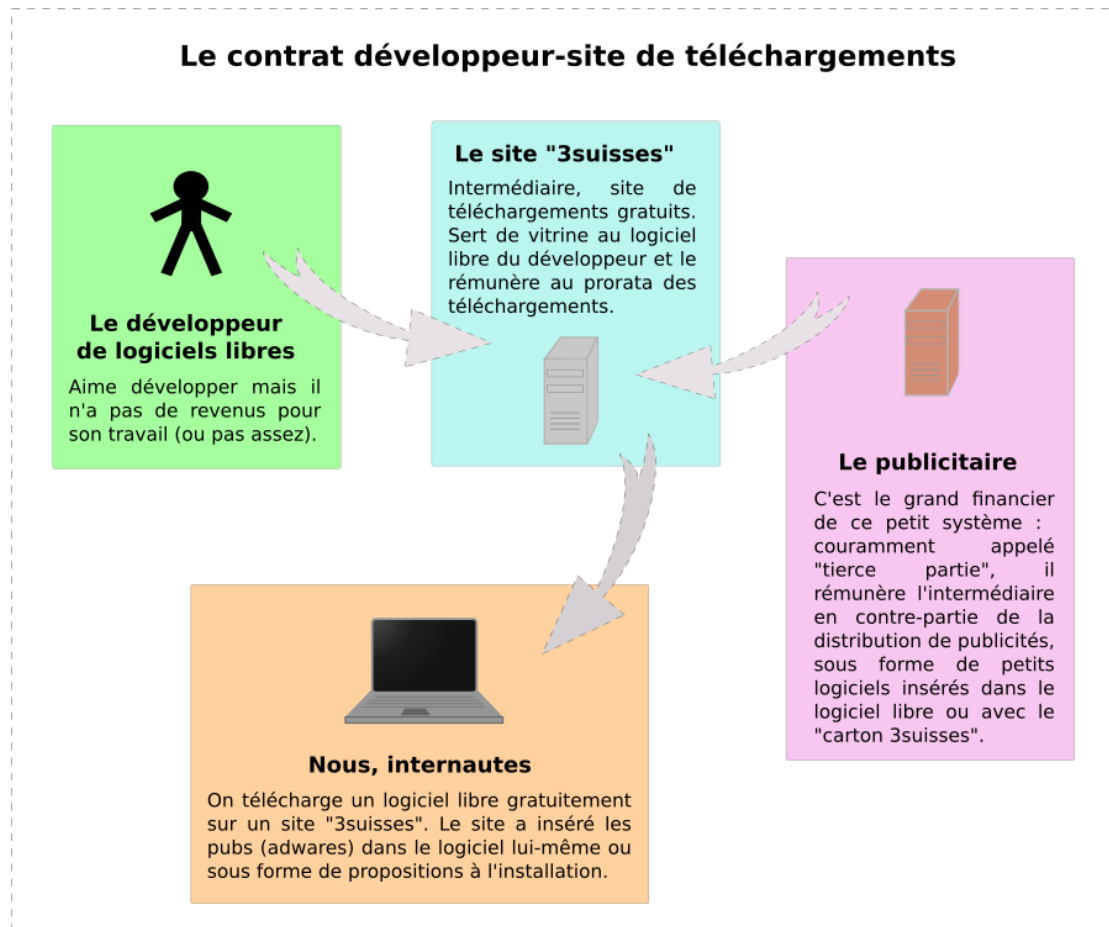 Le contrat développeur-site de téléchargements
Le développeur
de logiciels libres
Aime développer mais il
n'a pas de revenus pour
son travail (ou pas assez).
Le site "3suisses"
Intermédiaire, site de
téléchargements gratuits.
Sert de vitrine au logiciel
libre du développeur et le
rémunère au prorata des
téléchargements.
Le publicitaire
C'est le grand financier
de ce petit système :
couramment appelé
"tierce partie", il
rémunère l'intermédiaire
en contre-partie de la
distribution de publicités,
sous forme de petits
logiciels insérés dans le
logiciel libre ou avec le
"carton 3suisses".
Nous, internautes
On télécharge un logiciel libre gratuitement
sur un site "3suisses". Le site a inséré les
pubs (adwares) dans le logiciel lui-même ou
sous forme de propositions à l'installation.